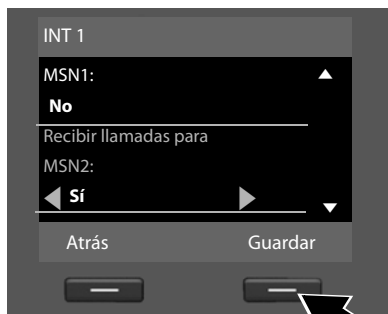 INT 1
MSN1:
No
Recibir llamadas para
MSN2:
Sí
Atrás Guardar